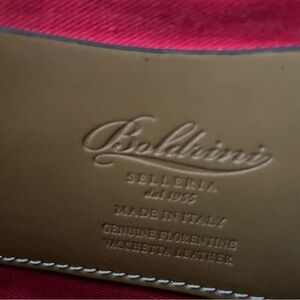 Boldrini
SELLERIA
dal 1955
MADE IN ITALY
GENUINE FLORENTINE
VACCHETTA LEATHER